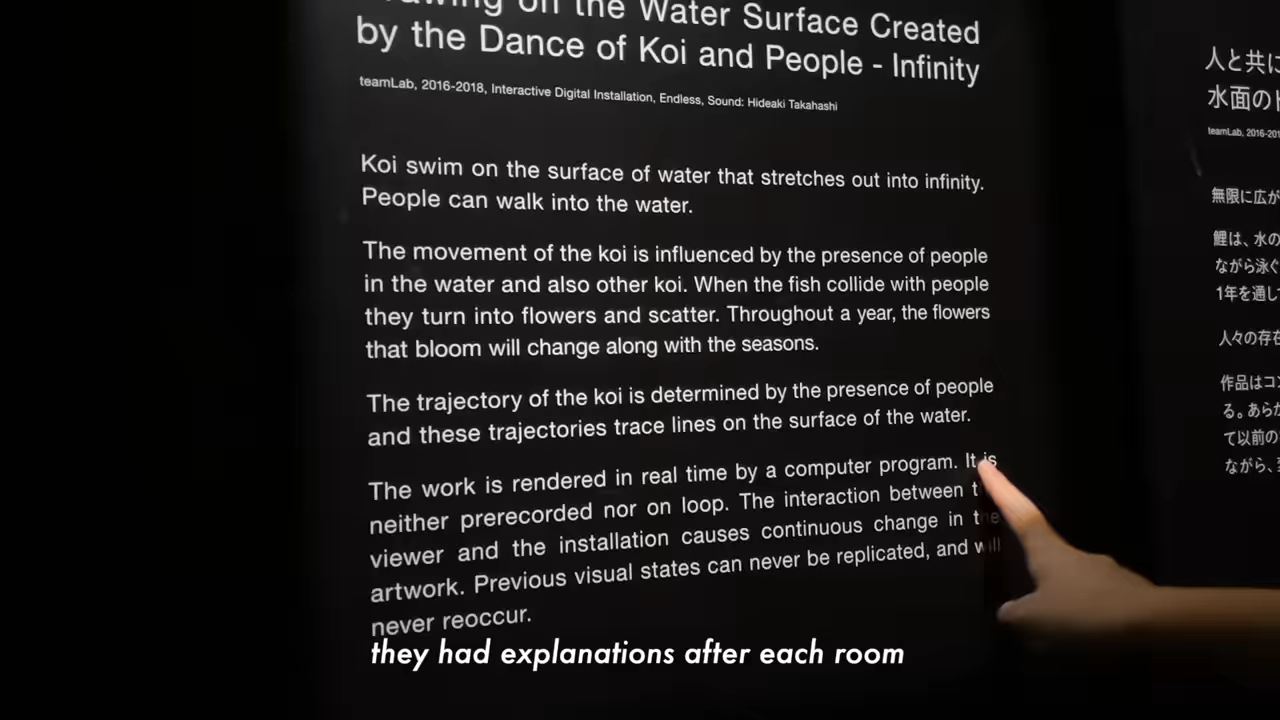 on the Water Surface Created
by the Dance of Koi and People - Infinity
teamLab, 2016-2018, Interactive Digital Installation, Endless, Sound: Hideaki Takahashi
Koi swim on the surface of water that stretches out into infinity.
People can walk into the water.
The movement of the koi is influenced by the presence of people
in the water and also other koi. When the fish collide with people
they turn into flowers and scatter. Throughout a year, the flowers
that bloom will change along with the seasons.
The trajectory of the koi is determined by the presence of people
and these trajectories trace lines on the surface of the water.
The work is rendered in real time by a computer program. It is
neither prerecorded nor on loop. The interaction between
viewer and the installation causes continuous change in the
artwork. Previous visual states can never be replicated, and will
never reoccur.
they had explanations after each room
人と共に
水面の
teamLab, 2016-201
無限に広が
鯉は、水の
ながら泳ぐ
1年を通し
人々の存在
作品はコン
る。あらか
て以前の
ながら、